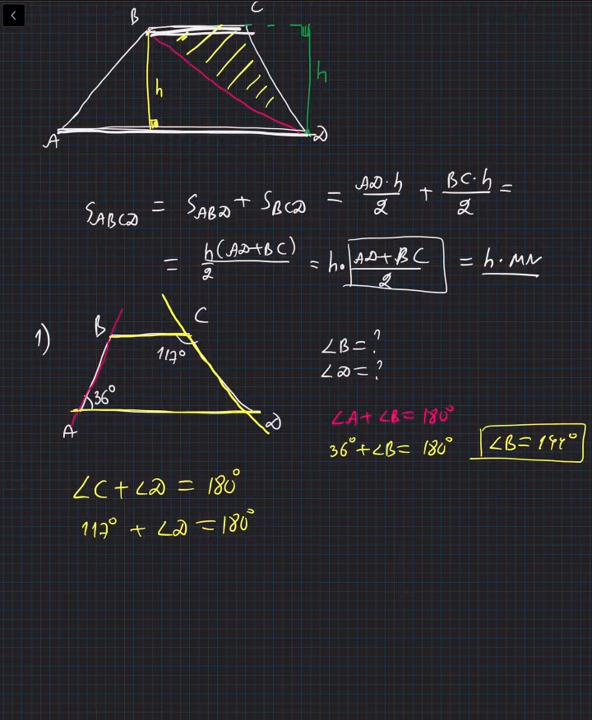 B C
h h
A D
S_ABCD = S_ABD + S_BCD = AD·h/2 + BC·h/2 =
= h(AD+BC)/2 = h· AD+BC/2 = h·MN
1) B C
117° ∠B=?
∠D=?
36°
A D
∠A+∠B=180°
36°+∠B=180° ∠B=144°
∠C+∠D=180°
117°+∠D=180°